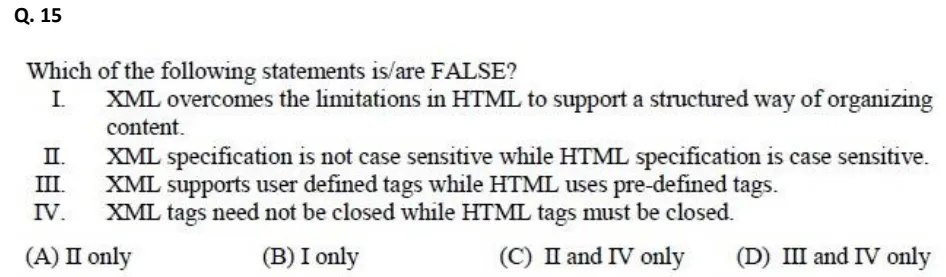 Q. 15
Which of the following statements is/are FALSE?
I. XML overcomes the limitations in HTML to support a structured way of organizing
content.
II. XML specification is not case sensitive while HTML specification is case sensitive.
III. XML supports user defined tags while HTML uses pre-defined tags.
IV. XML tags need not be closed while HTML tags must be closed.
(A) II only (B) I only (C) II and IV only (D) III and IV only